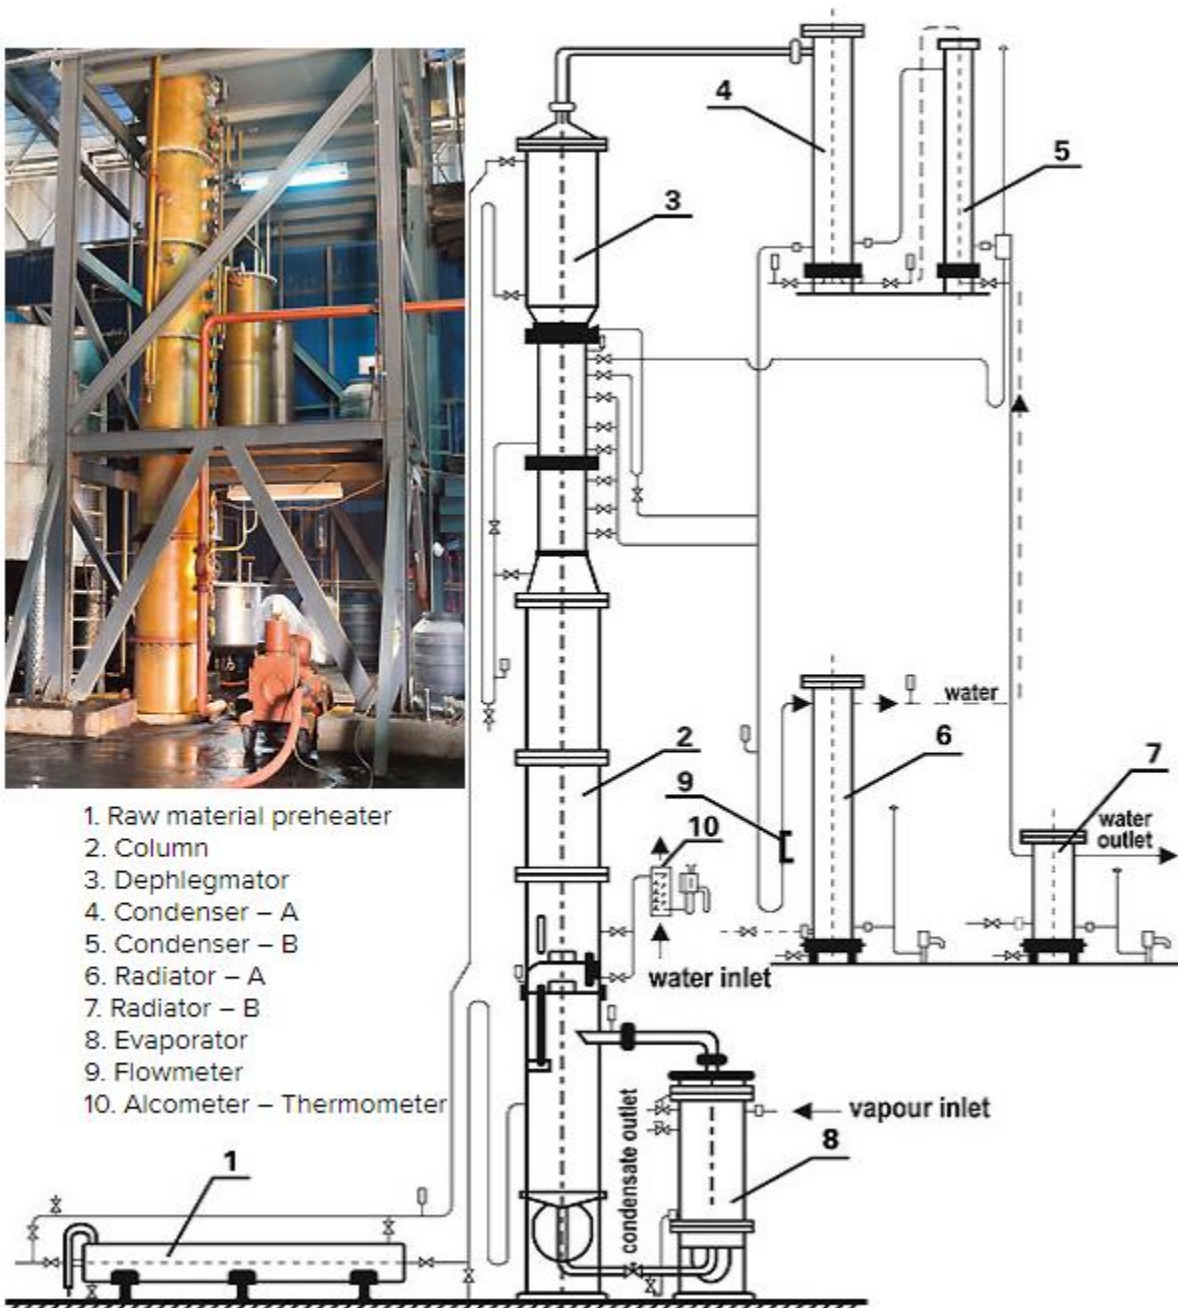 4
5
3
water
2
6
7
9
10
water
outlet
1. Raw material preheater
2. Column
3. Dephlegmator
4. Condenser – A
5. Condenser – B
6. Radiator – A
7. Radiator – B
8. Evaporator
9. Flowmeter
10. Alcometer – Thermometer
water inlet
condensate outlet
vapour inlet
8
1